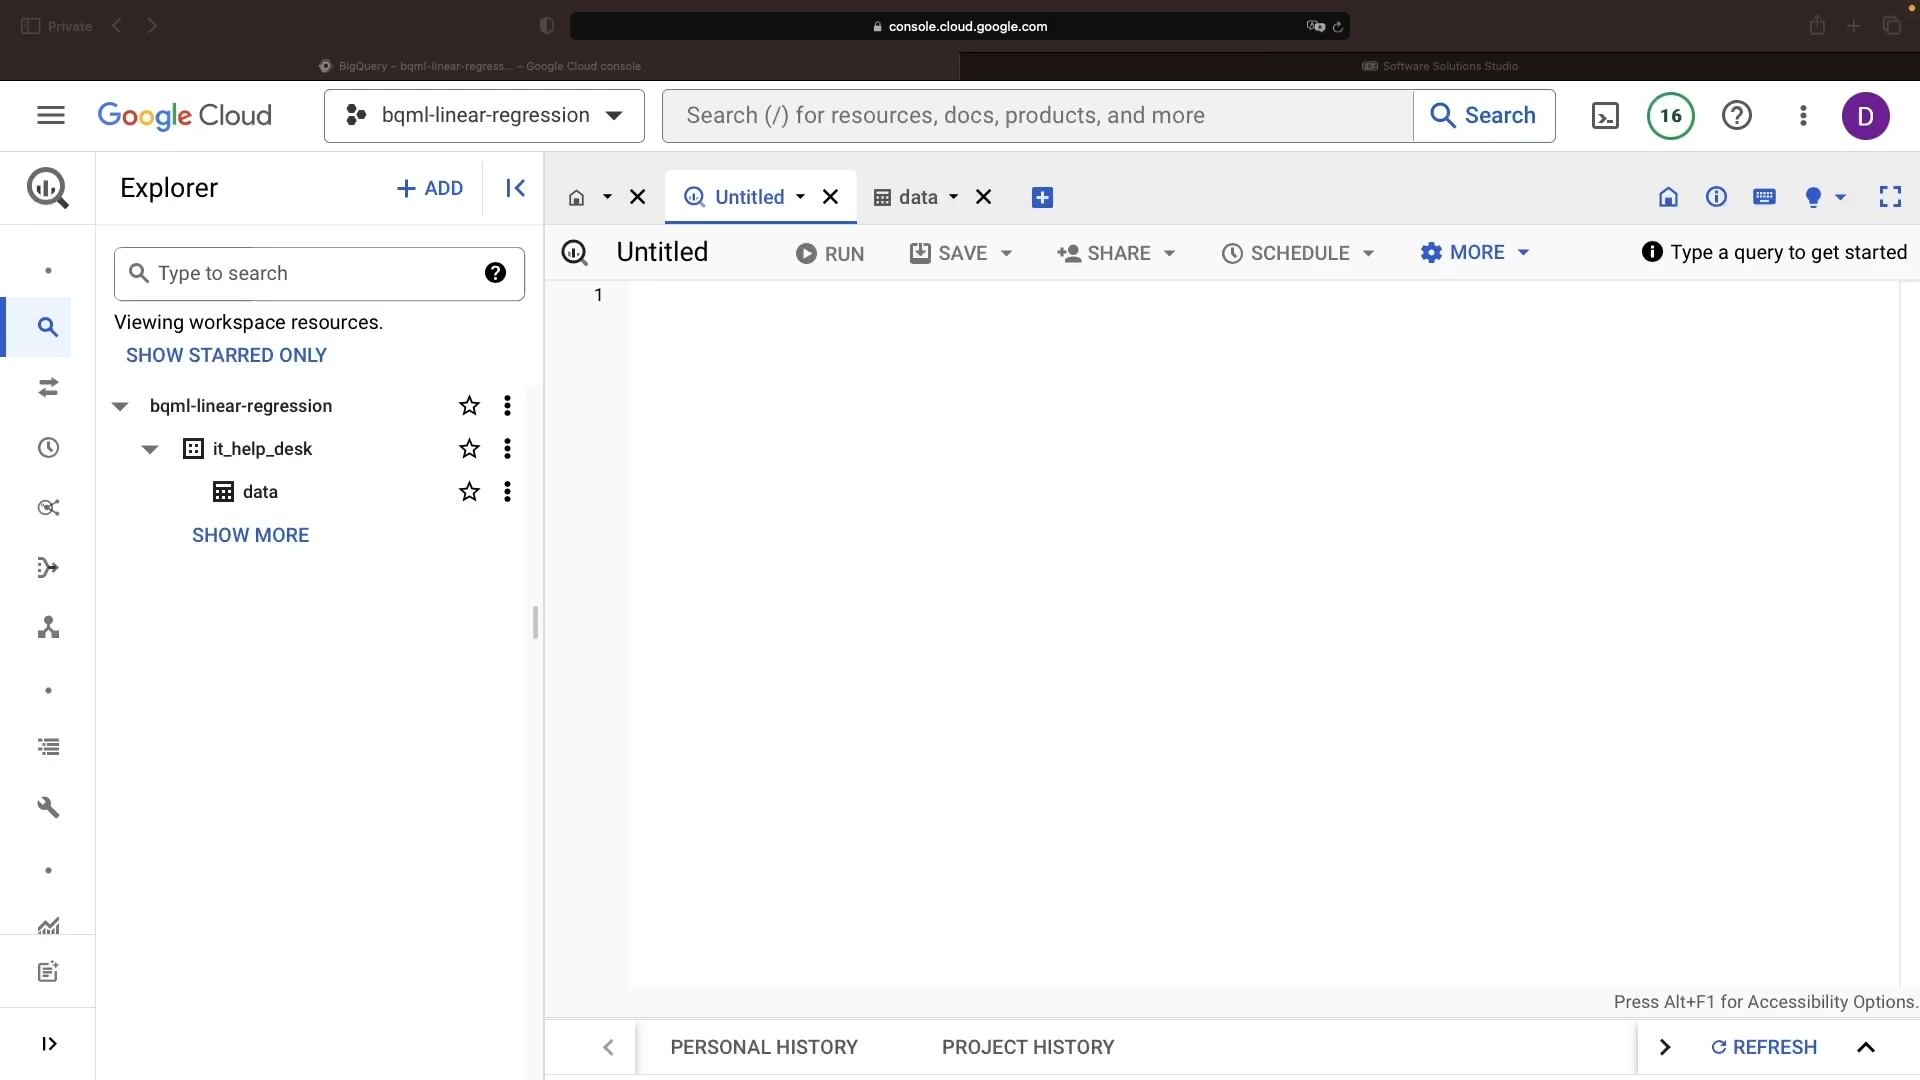 Private
console.cloud.google.com
BigQuery – bqml-linear-regress... – Google Cloud console
Software Solutions Studio
Google Cloud
bqml-linear-regression
Search (/) for resources, docs, products, and more
Search
16
D
Explorer
+ ADD
Untitled
data
Untitled
RUN
SAVE
SHARE
SCHEDULE
MORE
Type a query to get started
Type to search
1
Viewing workspace resources.
SHOW STARRED ONLY
bqml-linear-regression
it_help_desk
data
SHOW MORE
Press Alt+F1 for Accessibility Options.
PERSONAL HISTORY
PROJECT HISTORY
REFRESH